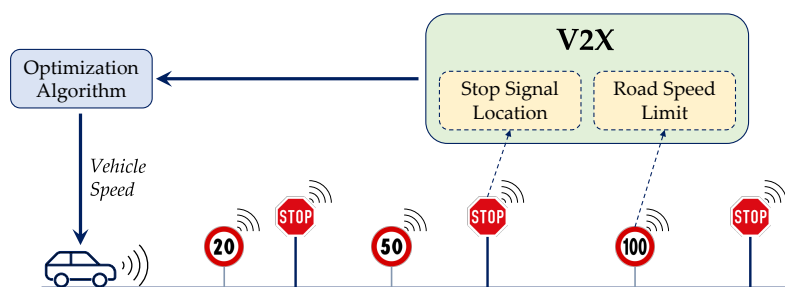 V2X
Optimization
Algorithm
Stop Signal
Location
Road Speed
Limit
Vehicle
Speed
20
STOP
50
STOP
100
STOP